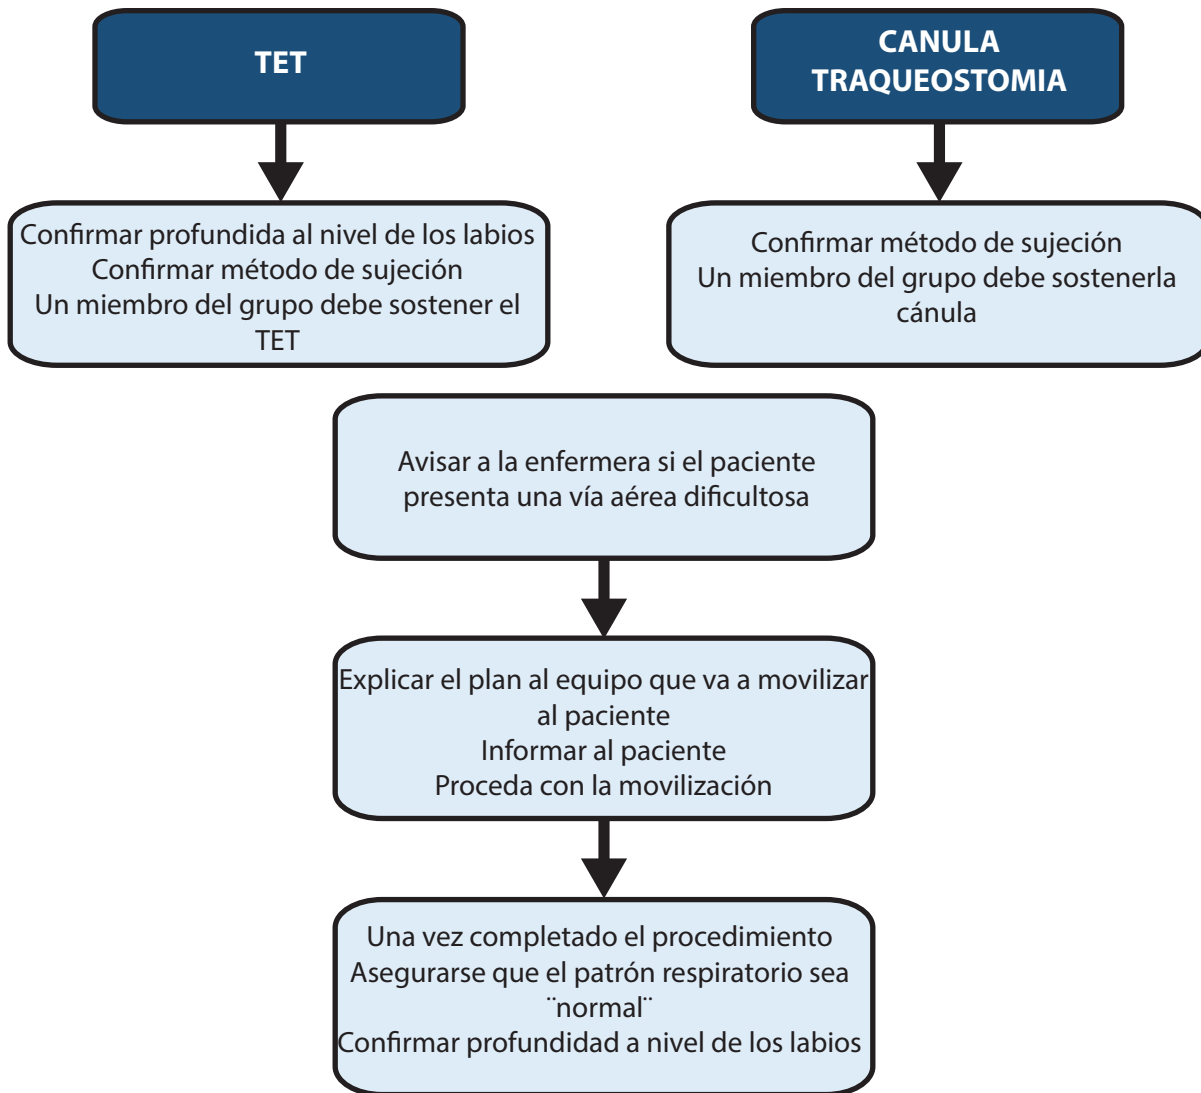 TET
CANULA
TRAQUEOSTOMIA
Confirmar profundida al nivel de los labios
Confirmar método de sujeción
Un miembro del grupo debe sostener el
TET
Confirmar método de sujeción
Un miembro del grupo debe sostenerla
cánula
Avisar a la enfermera si el paciente
presenta una vía aérea dificultosa
Explicar el plan al equipo que va a movilizar
al paciente
Informar al paciente
Proceda con la movilización
Una vez completado el procedimiento
Asegurarse que el patrón respiratorio sea
¨normal¨
Confirmar profundidad a nivel de los labios